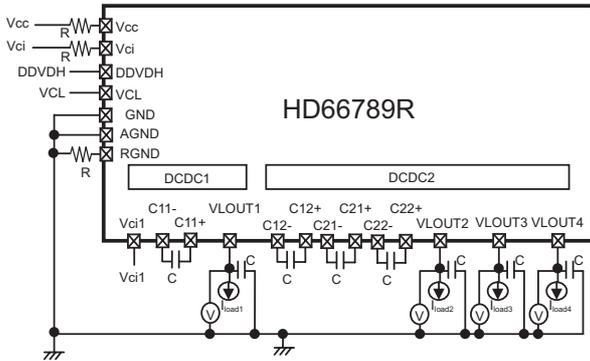 Vcc
R
Vcc
Vci
R
Vci
DDVDH
DDVDH
VCL
VCL
GND
AGND
R
RGND
HD66789R
DCDC1
DCDC2
Vci1
C11-
C11+
VLOUT1
C12-
C12+
C21-
C21+
C22-
C22+
VLOUT2
VLOUT3
VLOUT4
Vci1
C
C
C
C
C
C
C
C
V
Iload1
V
Iload2
V
Iload3
V
Iload4